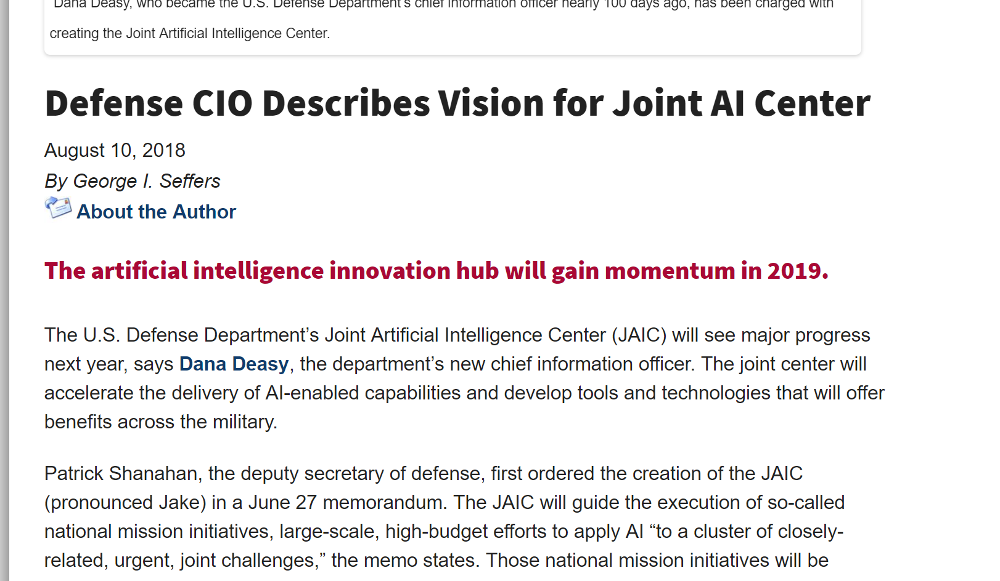 Dana Deasy, who became the U.S. Defense Department's chief information officer nearly 100 days ago, has been charged with
creating the Joint Artificial Intelligence Center.
Defense CIO Describes Vision for Joint AI Center
August 10, 2018
By George I. Seffers
About the Author
The artificial intelligence innovation hub will gain momentum in 2019.
The U.S. Defense Department’s Joint Artificial Intelligence Center (JAIC) will see major progress
next year, says Dana Deasy, the department’s new chief information officer. The joint center will
accelerate the delivery of AI-enabled capabilities and develop tools and technologies that will offer
benefits across the military.
Patrick Shanahan, the deputy secretary of defense, first ordered the creation of the JAIC
(pronounced Jake) in a June 27 memorandum. The JAIC will guide the execution of so-called
national mission initiatives, large-scale, high-budget efforts to apply AI “to a cluster of closely-
related, urgent, joint challenges,” the memo states. Those national mission initiatives will be